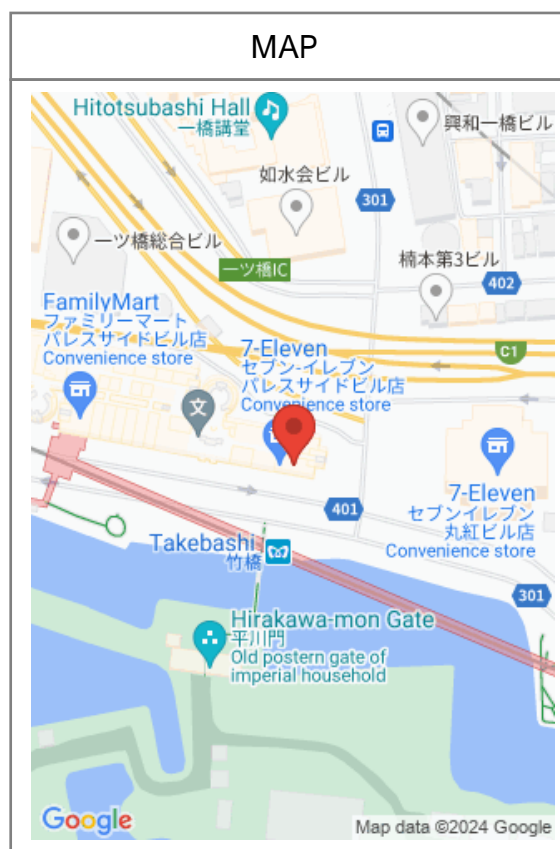 MAP
Hitotsubashi Hall
一橋講堂
興和一橋ビル
如水会ビル
301
一ツ橋総合ビル
楠本第3ビル
一ツ橋IC
402
FamilyMart
ファミリーマート
パレスサイドビル店
Convenience store
7-Eleven
セブン-イレブン
パレスサイドビル店
Convenience store
C1
文
7-Eleven
セブンイレブン
丸紅ビル店
Convenience store
401
Takebashi
竹橋
301
Hirakawa-mon Gate
平川門
Old postern gate of
imperial household
Google
Map data ©2024 Google